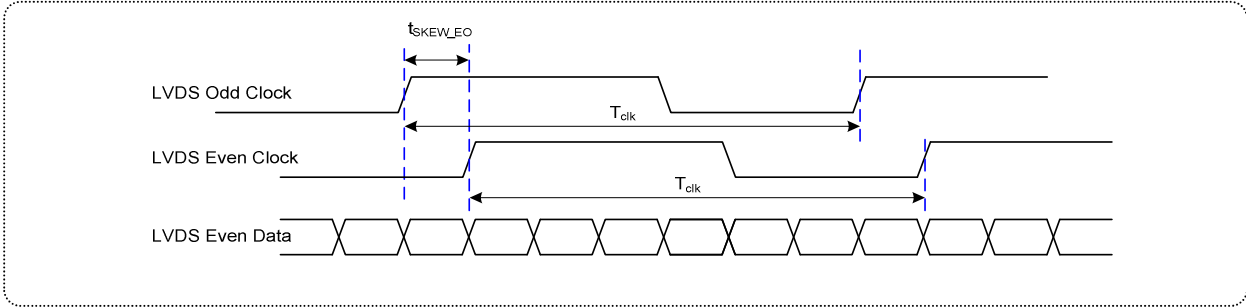 tSKEW_EO
LVDS Odd Clock
Tclk
LVDS Even Clock
Tclk
LVDS Even Data